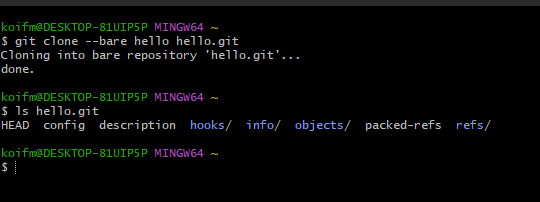 koifm@DESKTOP-81UIP5P MINGW64 ~
$ git clone --bare hello hello.git
Cloning into bare repository 'hello.git'...
done.
koifm@DESKTOP-81UIP5P MINGW64 ~
$ ls hello.git
HEAD  config  description  hooks/  info/  objects/  packed-refs  refs/
koifm@DESKTOP-81UIP5P MINGW64 ~
$